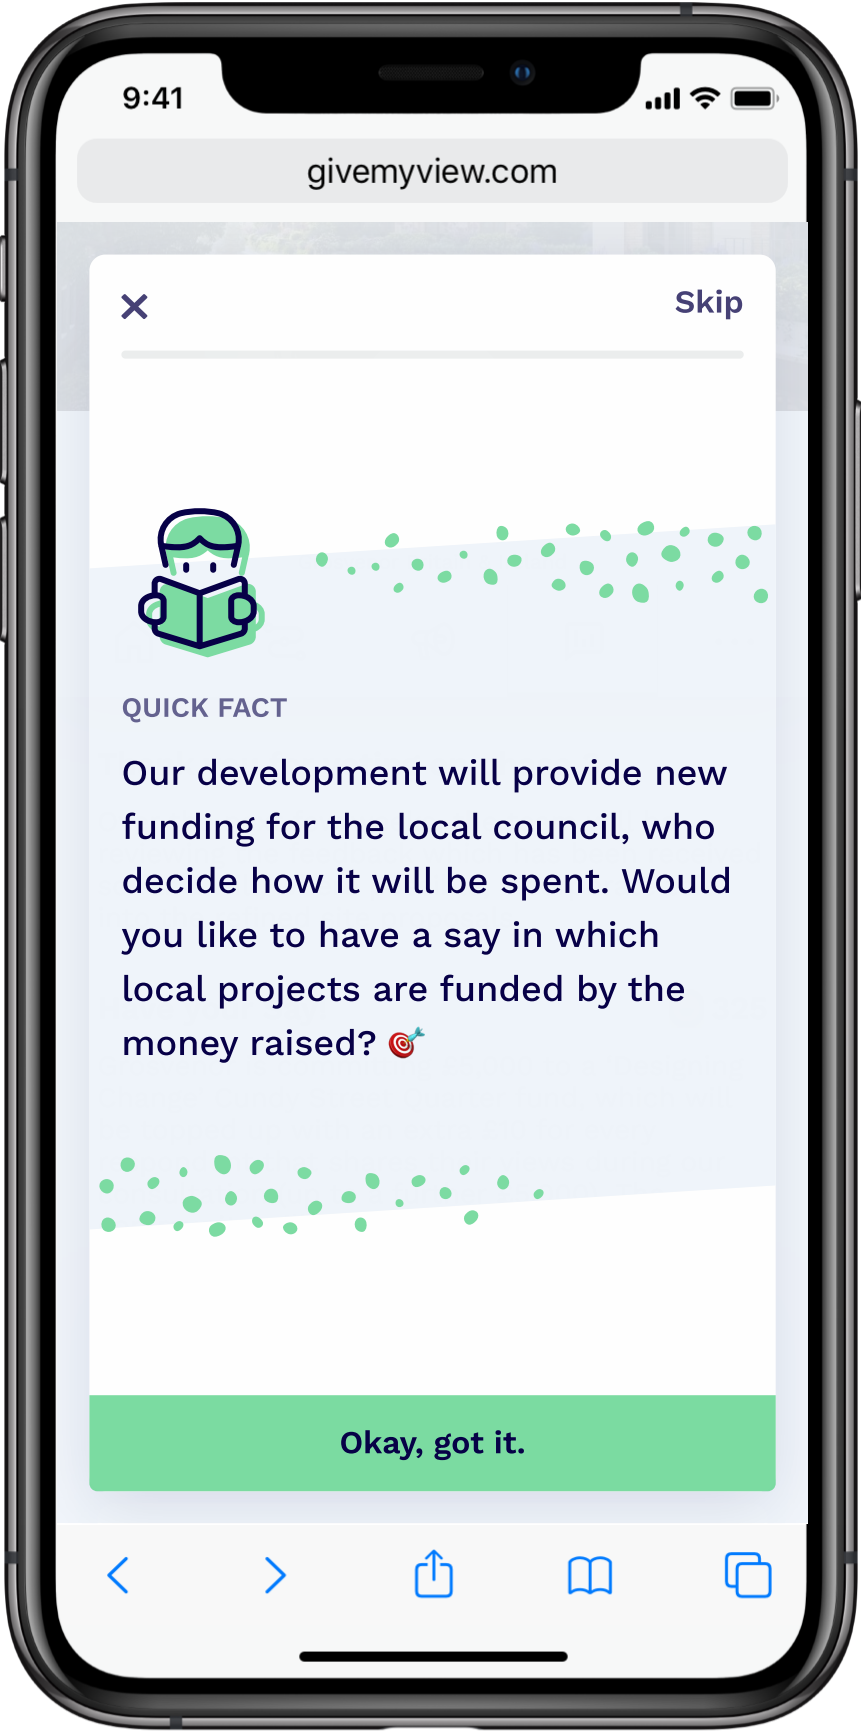 9:41
givemyview.com
Skip
QUICK FACT
Our development will provide new
funding for the local council, who
decide how it will be spent. Would
you like to have a say in which
local projects are funded by the
money raised? 🎯
Okay, got it.